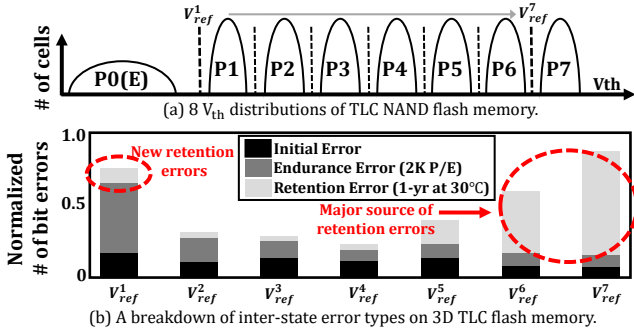 V¹ref V⁷ref
# of cells
P0(E) P1 P2 P3 P4 P5 P6 P7 Vth
(a) 8 Vth distributions of TLC NAND flash memory.
Normalized
# of bit errors
1.0
0.5
0
New retention
errors
Initial Error
Endurance Error (2K P/E)
Retention Error (1-yr at 30℃)
Major source of
retention errors
V¹ref V²ref V³ref V⁴ref V⁵ref V⁶ref V⁷ref
(b) A breakdown of inter-state error types on 3D TLC flash memory.